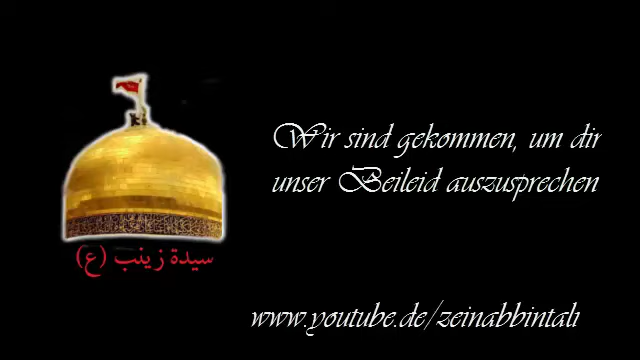 Wir sind gekommen, um dir
unser Beileid auszusprechen
سيدة زينب (ع)
www.youtube.de/zeinabbintali